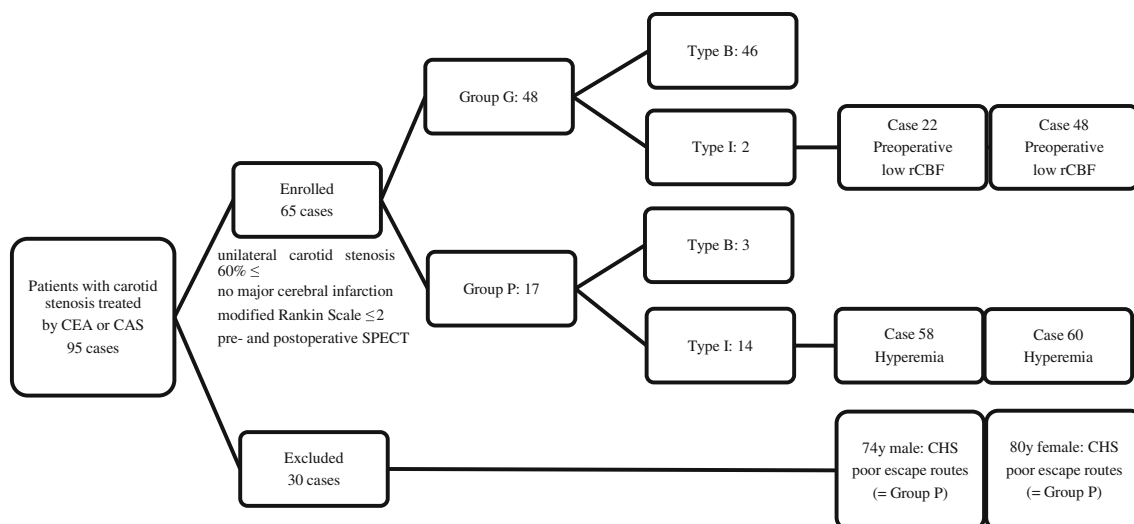 Patients with carotid
stenosis treated
by CEA or CAS
95 cases
Enrolled
65 cases
unilateral carotid stenosis
60% ≤
no major cerebral infarction
modified Rankin Scale ≤2
pre- and postoperative SPECT
Excluded
30 cases
Group G: 48
Group P: 17
Type B: 46
Type I: 2
Type B: 3
Type I: 14
Case 22
Preoperative
low rCBF
Case 48
Preoperative
low rCBF
Case 58
Hyperemia
Case 60
Hyperemia
74y male: CHS
poor escape routes
(= Group P)
80y female: CHS
poor escape routes
(= Group P)